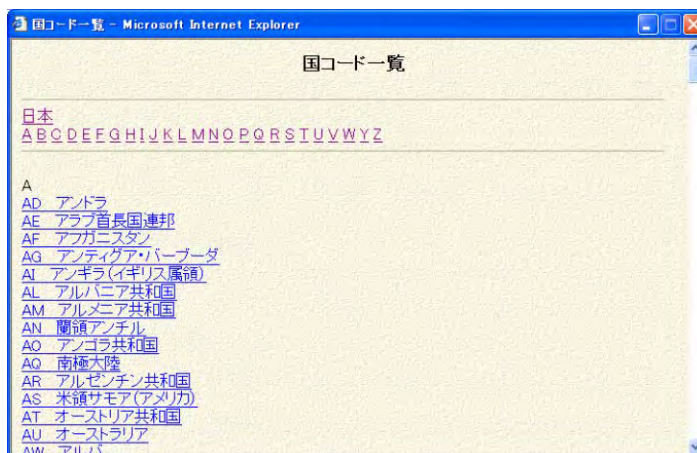 国コード一覧 - Microsoft Internet Explorer
国コード一覧
日本
A B C D E F G H I J K L M N O P Q R S T U V W Y Z
A
AD アンドラ
AE アラブ首長国連邦
AF アフガニスタン
AG アンティグア・バーブーダ
AI アンギラ(イギリス属領)
AL アルバニア共和国
AM アルメニア共和国
AN 蘭領アンチル
AO アンゴラ共和国
AQ 南極大陸
AR アルゼンチン共和国
AS 米領サモア(アメリカ)
AT オーストリア共和国
AU オーストラリア
AW アルバ